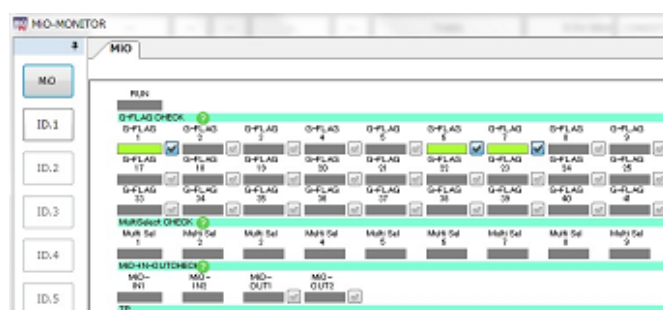 MiO-MONITOR
MiO
MiO
ID.1
ID.2
ID.3
ID.4
ID.5
RUN
G-FLAG CHECK ?
G-FLAG 1 G-FLAG 2 G-FLAG 3 G-FLAG 4 G-FLAG 5 G-FLAG 6 G-FLAG 7 G-FLAG 8 G-FLAG 9
G-FLAG 17 G-FLAG 18 G-FLAG 19 G-FLAG 20 G-FLAG 21 G-FLAG 22 G-FLAG 23 G-FLAG 24 G-FLAG 25
G-FLAG 33 G-FLAG 34 G-FLAG 35 G-FLAG 36 G-FLAG 37 G-FLAG 38 G-FLAG 39 G-FLAG 40 G-FLAG 41
MultiSelect CHECK ?
Multi Sel 1 Multi Sel 2 Multi Sel 3 Multi Sel 4 Multi Sel 5 Multi Sel 6 Multi Sel 7 Multi Sel 8 Multi Sel 9
MiO-IN-OUTCHECK ?
MiO-IN1 MiO-IN2 MiO-OUT1 MiO-OUT2